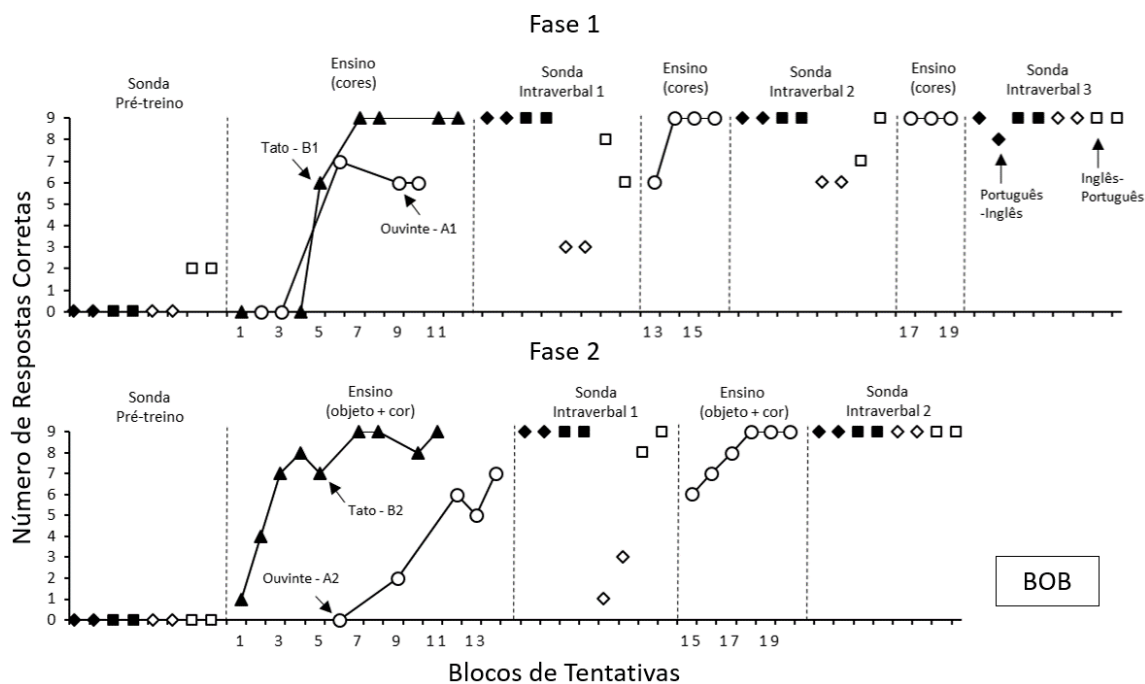 Fase 1
Sonda
Pré-treino
Ensino
(cores)
Sonda
Intraverbal 1
Ensino
(cores)
Sonda
Intraverbal 2
Ensino
(cores)
Sonda
Intraverbal 3
9
8
7
6
5
4
3
2
1
0
Tato - B1
Ouvinte - A1
Português
-Inglês
Inglês-
Português
1 3 5 7 9 11 13 15 17 19
Fase 2
Sonda
Pré-treino
Ensino
(objeto + cor)
Sonda
Intraverbal 1
Ensino
(objeto + cor)
Sonda
Intraverbal 2
9
8
7
6
5
4
3
2
1
0
Tato - B2
Ouvinte - A2
BOB
1 3 5 7 9 11 13 15 17 19
Número de Respostas Corretas
Blocos de Tentativas